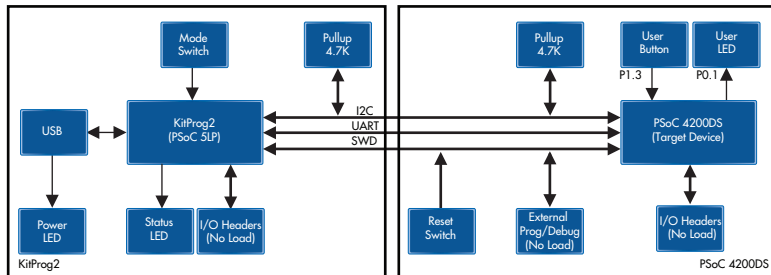 Mode
Switch
Pullup
4.7K
Pullup
4.7K
User
Button
User
LED
P1.3
P0.1
USB
KitProg2
(PSoC 5LP)
I2C
UART
SWD
PSoC 4200DS
(Target Device)
Power
LED
Status
LED
I/O Headers
(No Load)
Reset
Switch
External
Prog/Debug
(No Load)
I/O Headers
(No Load)
KitProg2
PSoC 4200DS